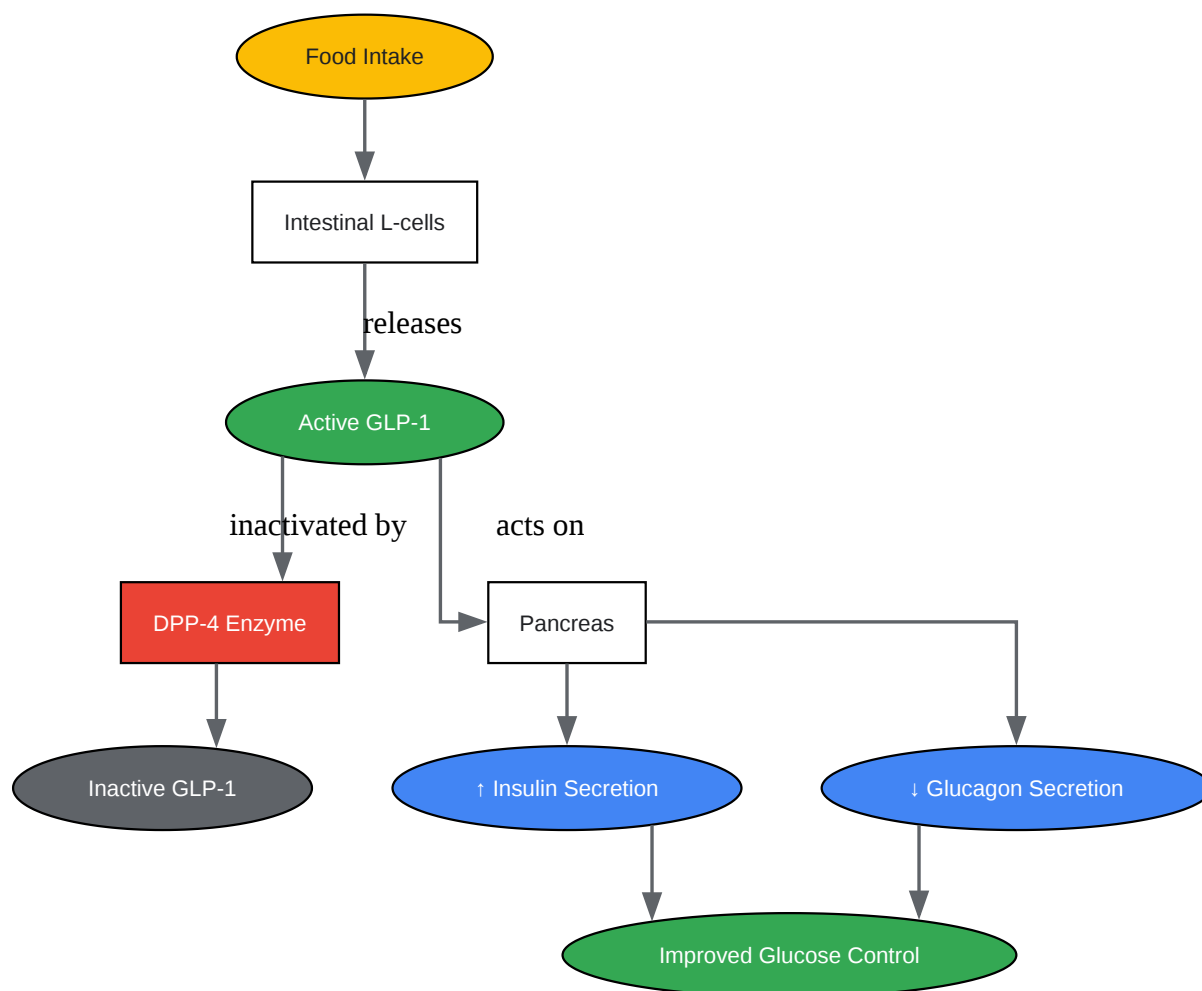 Food Intake
Intestinal L-cells
releases
Active GLP-1
inactivated by
acts on
DPP-4 Enzyme
Pancreas
Inactive GLP-1
↑ Insulin Secretion
↓ Glucagon Secretion
Improved Glucose Control